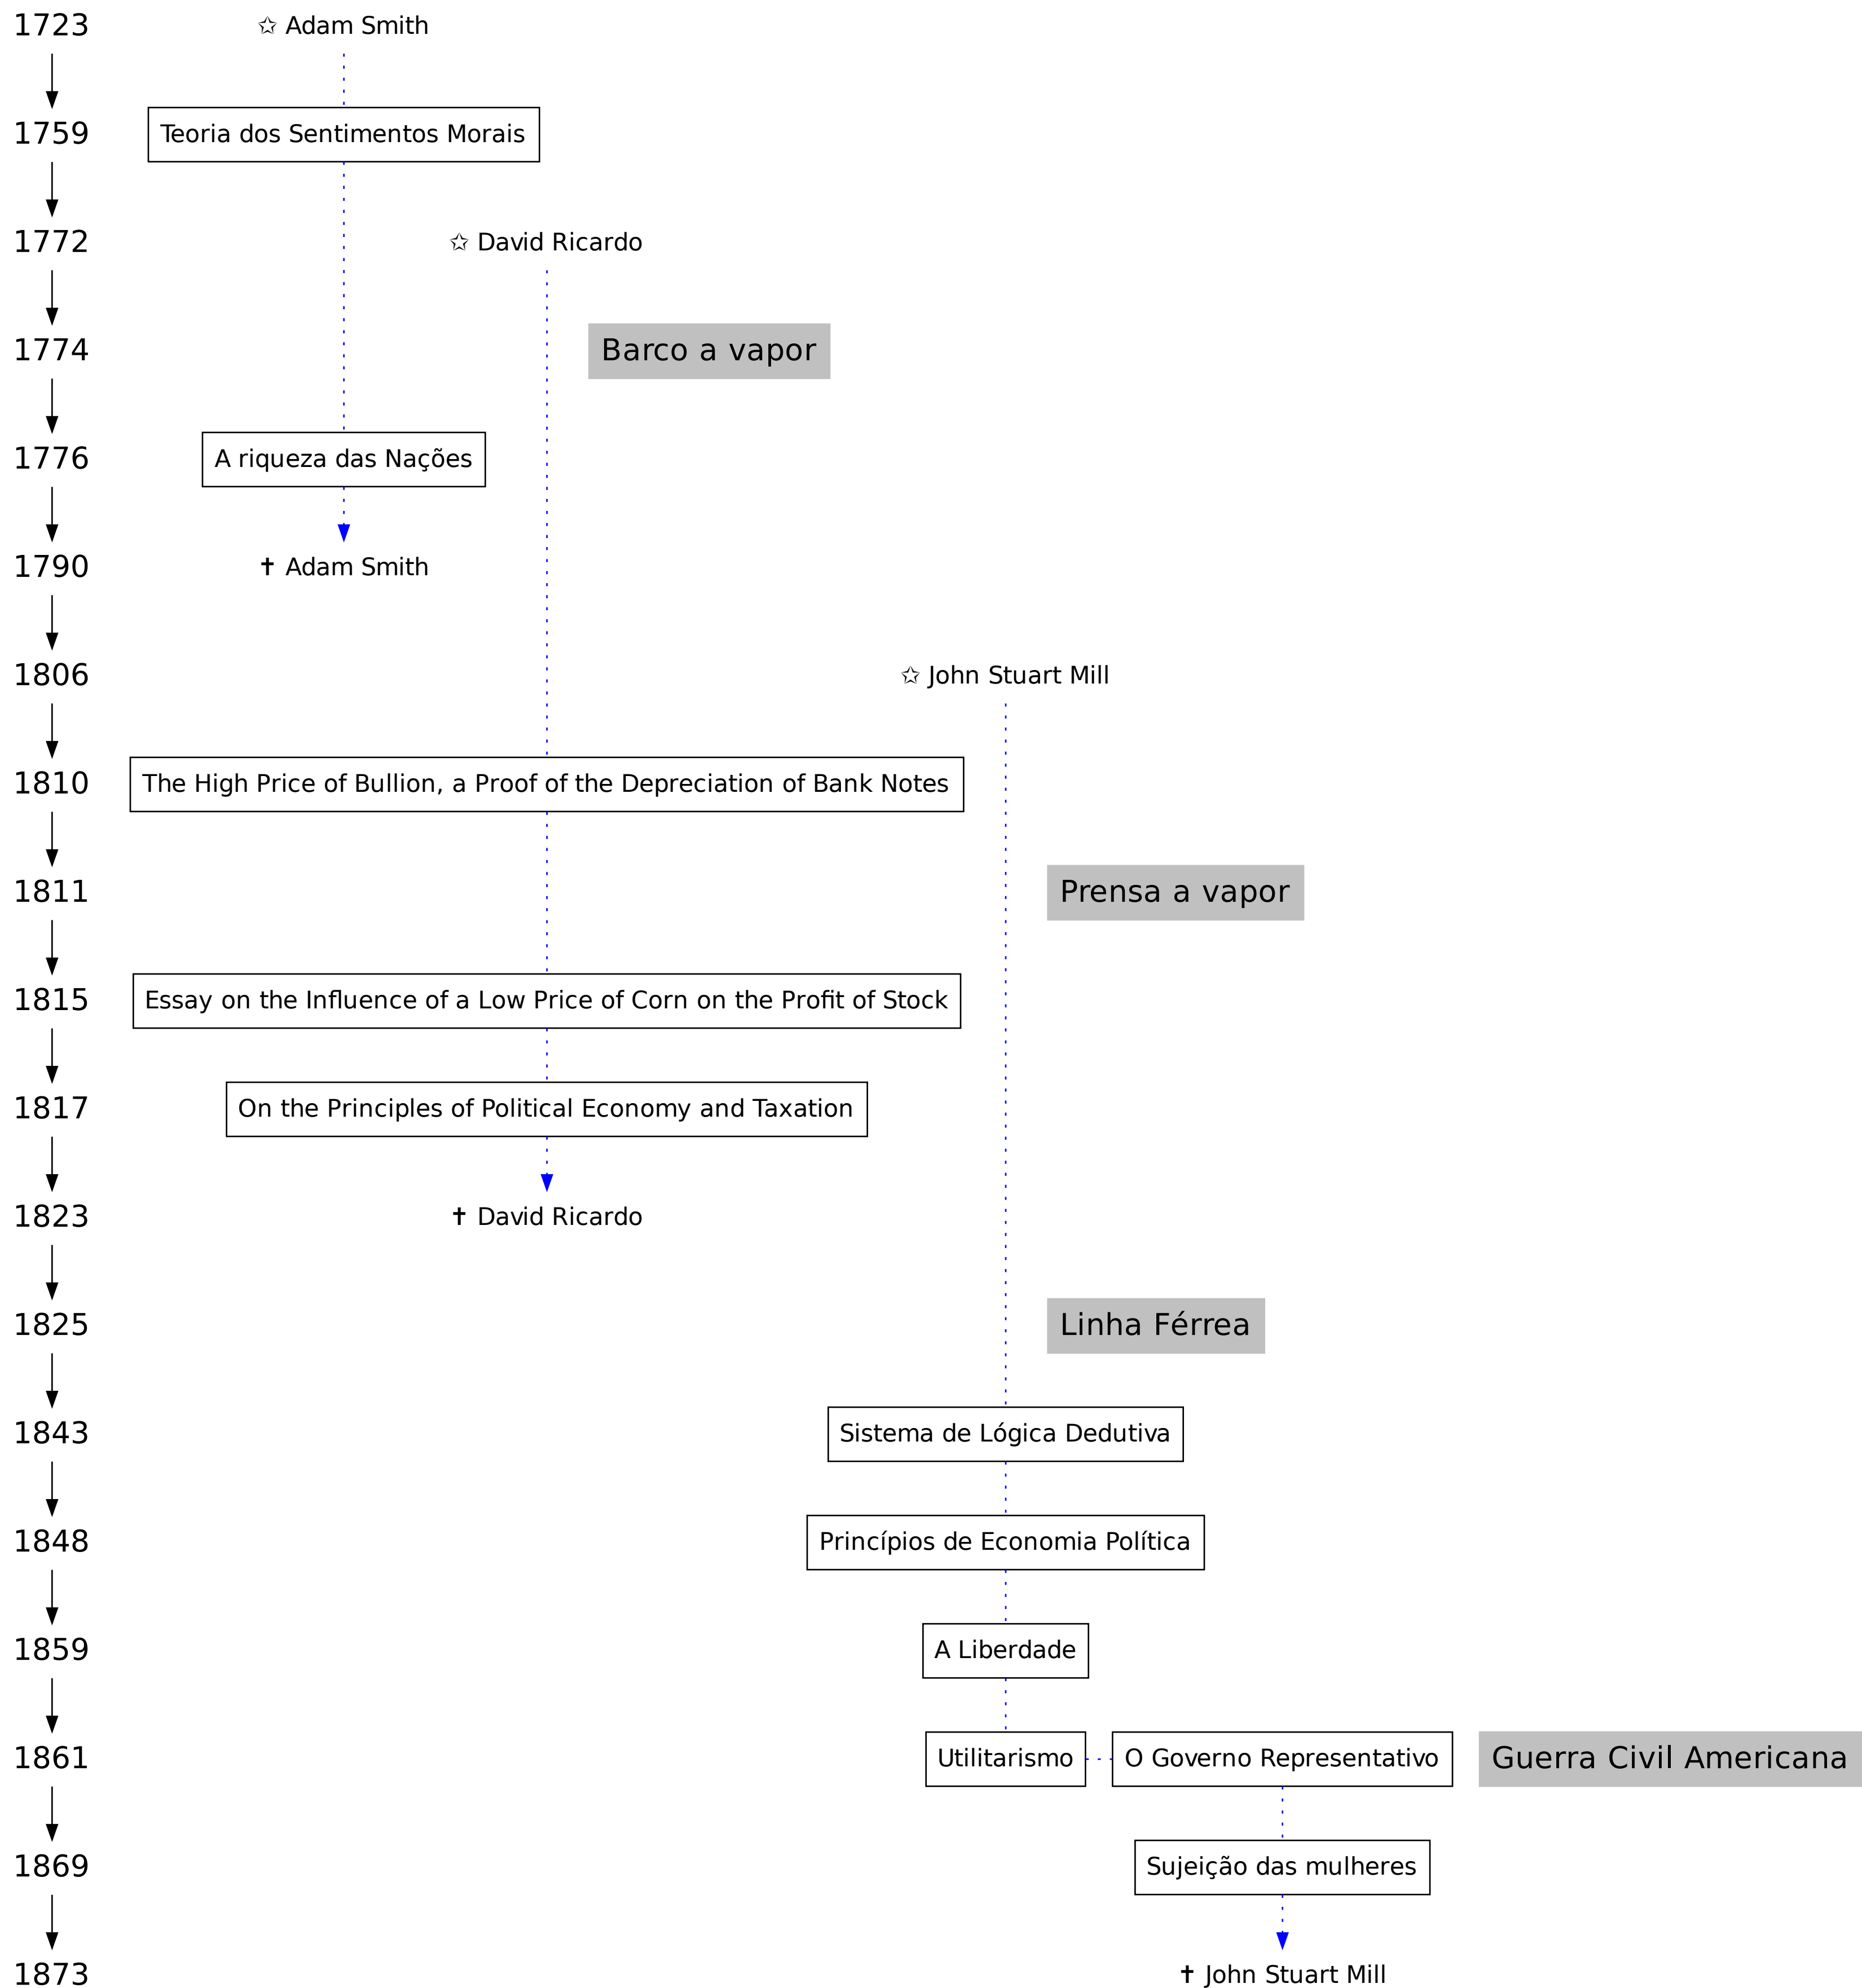 1723
✩ Adam Smith
1759
Teoria dos Sentimentos Morais
1772
✩ David Ricardo
1774
Barco a vapor
1776
A riqueza das Nações
1790
✝ Adam Smith
1806
✩ John Stuart Mill
1810
The High Price of Bullion, a Proof of the Depreciation of Bank Notes
1811
Prensa a vapor
1815
Essay on the Influence of a Low Price of Corn on the Profit of Stock
1817
On the Principles of Political Economy and Taxation
1823
✝ David Ricardo
1825
Linha Férrea
1843
Sistema de Lógica Dedutiva
1848
Princípios de Economia Política
1859
A Liberdade
1861
Utilitarismo
O Governo Representativo
Guerra Civil Americana
1869
Sujeição das mulheres
1873
✝ John Stuart Mill